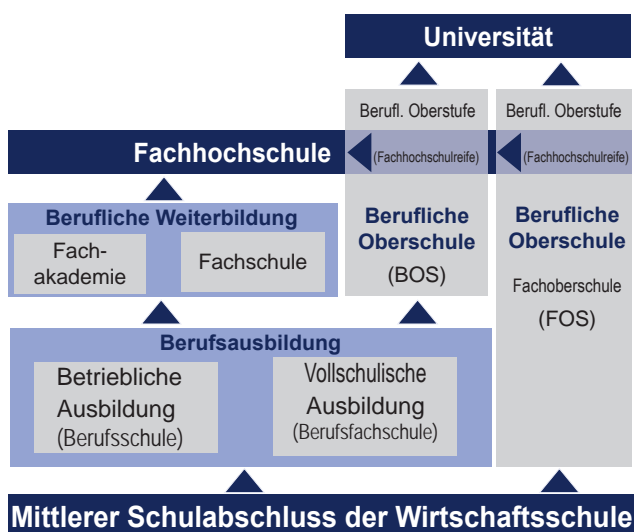 Universität
Berufl. Oberstufe
Berufl. Oberstufe
Fachhochschule
(Fachhochschulreife)
(Fachhochschulreife)
Berufliche Weiterbildung
Fach-
akademie
Fachschule
Berufliche
Oberschule
(BOS)
Berufliche
Oberschule
Fachoberschule
(FOS)
Berufsausbildung
Betriebliche
Ausbildung
(Berufsschule)
Vollschulische
Ausbildung
(Berufsfachschule)
Mittlerer Schulabschluss der Wirtschaftsschule